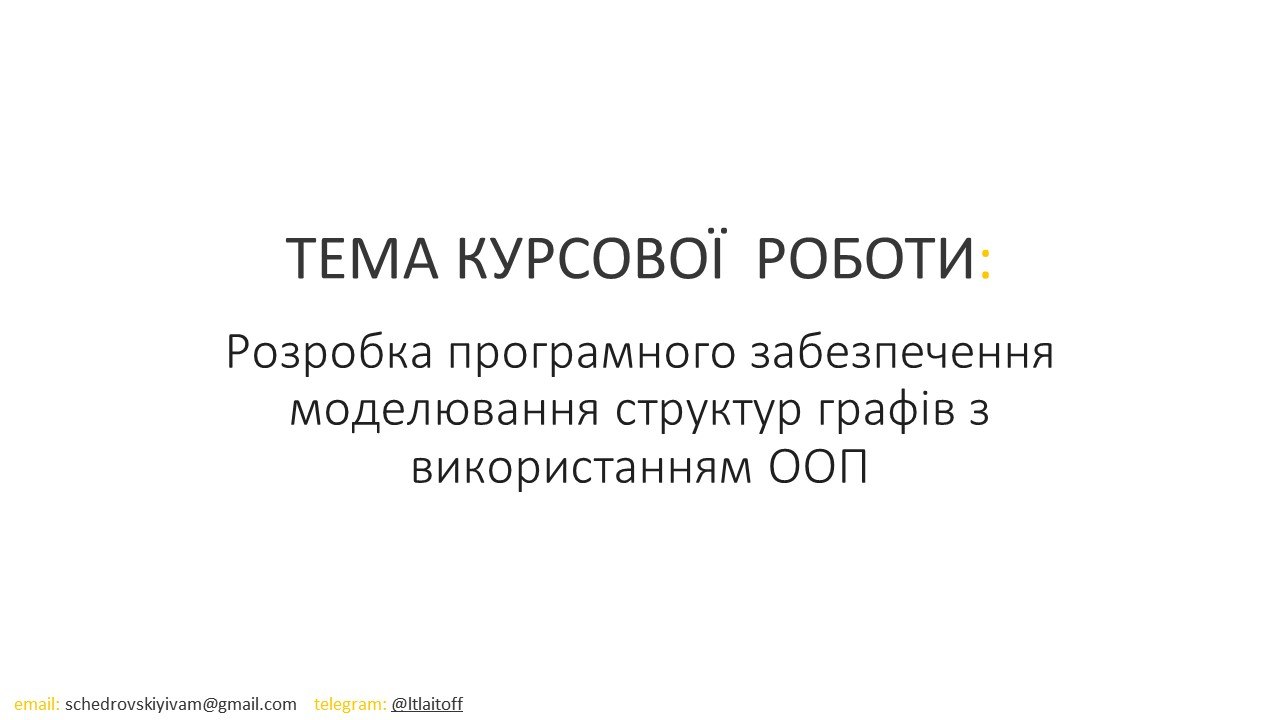 ТЕМА КУРСОВОЇ РОБОТИ:
Розробка програмного забезпечення
моделювання структур графів з
використанням ООП
email: schedrovskiyivam@gmail.com telegram: @ltlaitoff